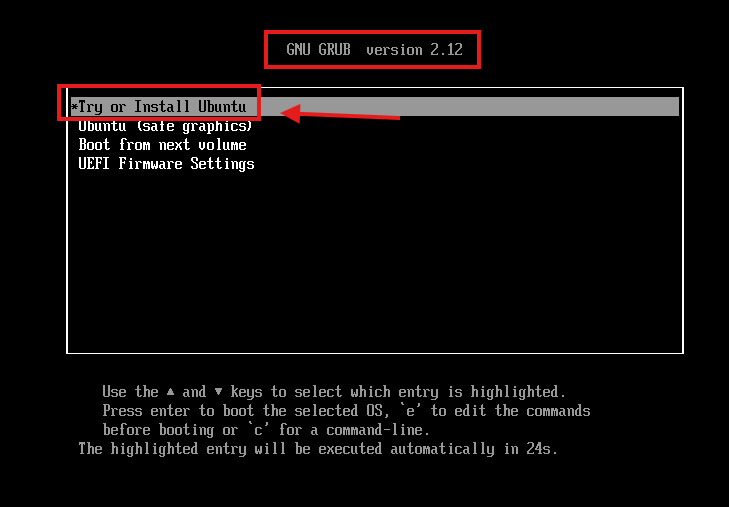 GNU GRUB version 2.12
*Try or Install Ubuntu
Ubuntu (safe graphics)
Boot from next volume
UEFI Firmware Settings
Use the ▲ and ▼ keys to select which entry is highlighted.
Press enter to boot the selected OS, `e' to edit the commands
before booting or `c' for a command-line.
The highlighted entry will be executed automatically in 24s.